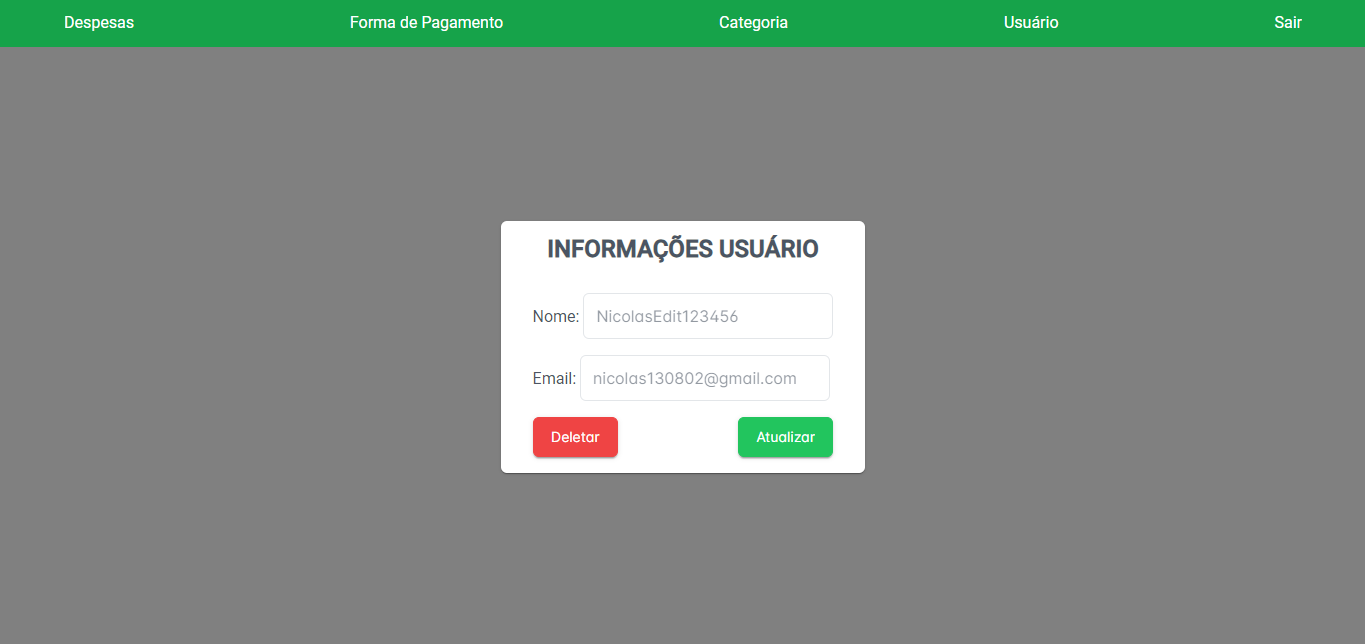 Despesas Forma de Pagamento Categoria Usuário Sair
INFORMAÇÕES USUÁRIO
Nome: NicolasEdit123456
Email: nicolas130802@gmail.com
Deletar Atualizar